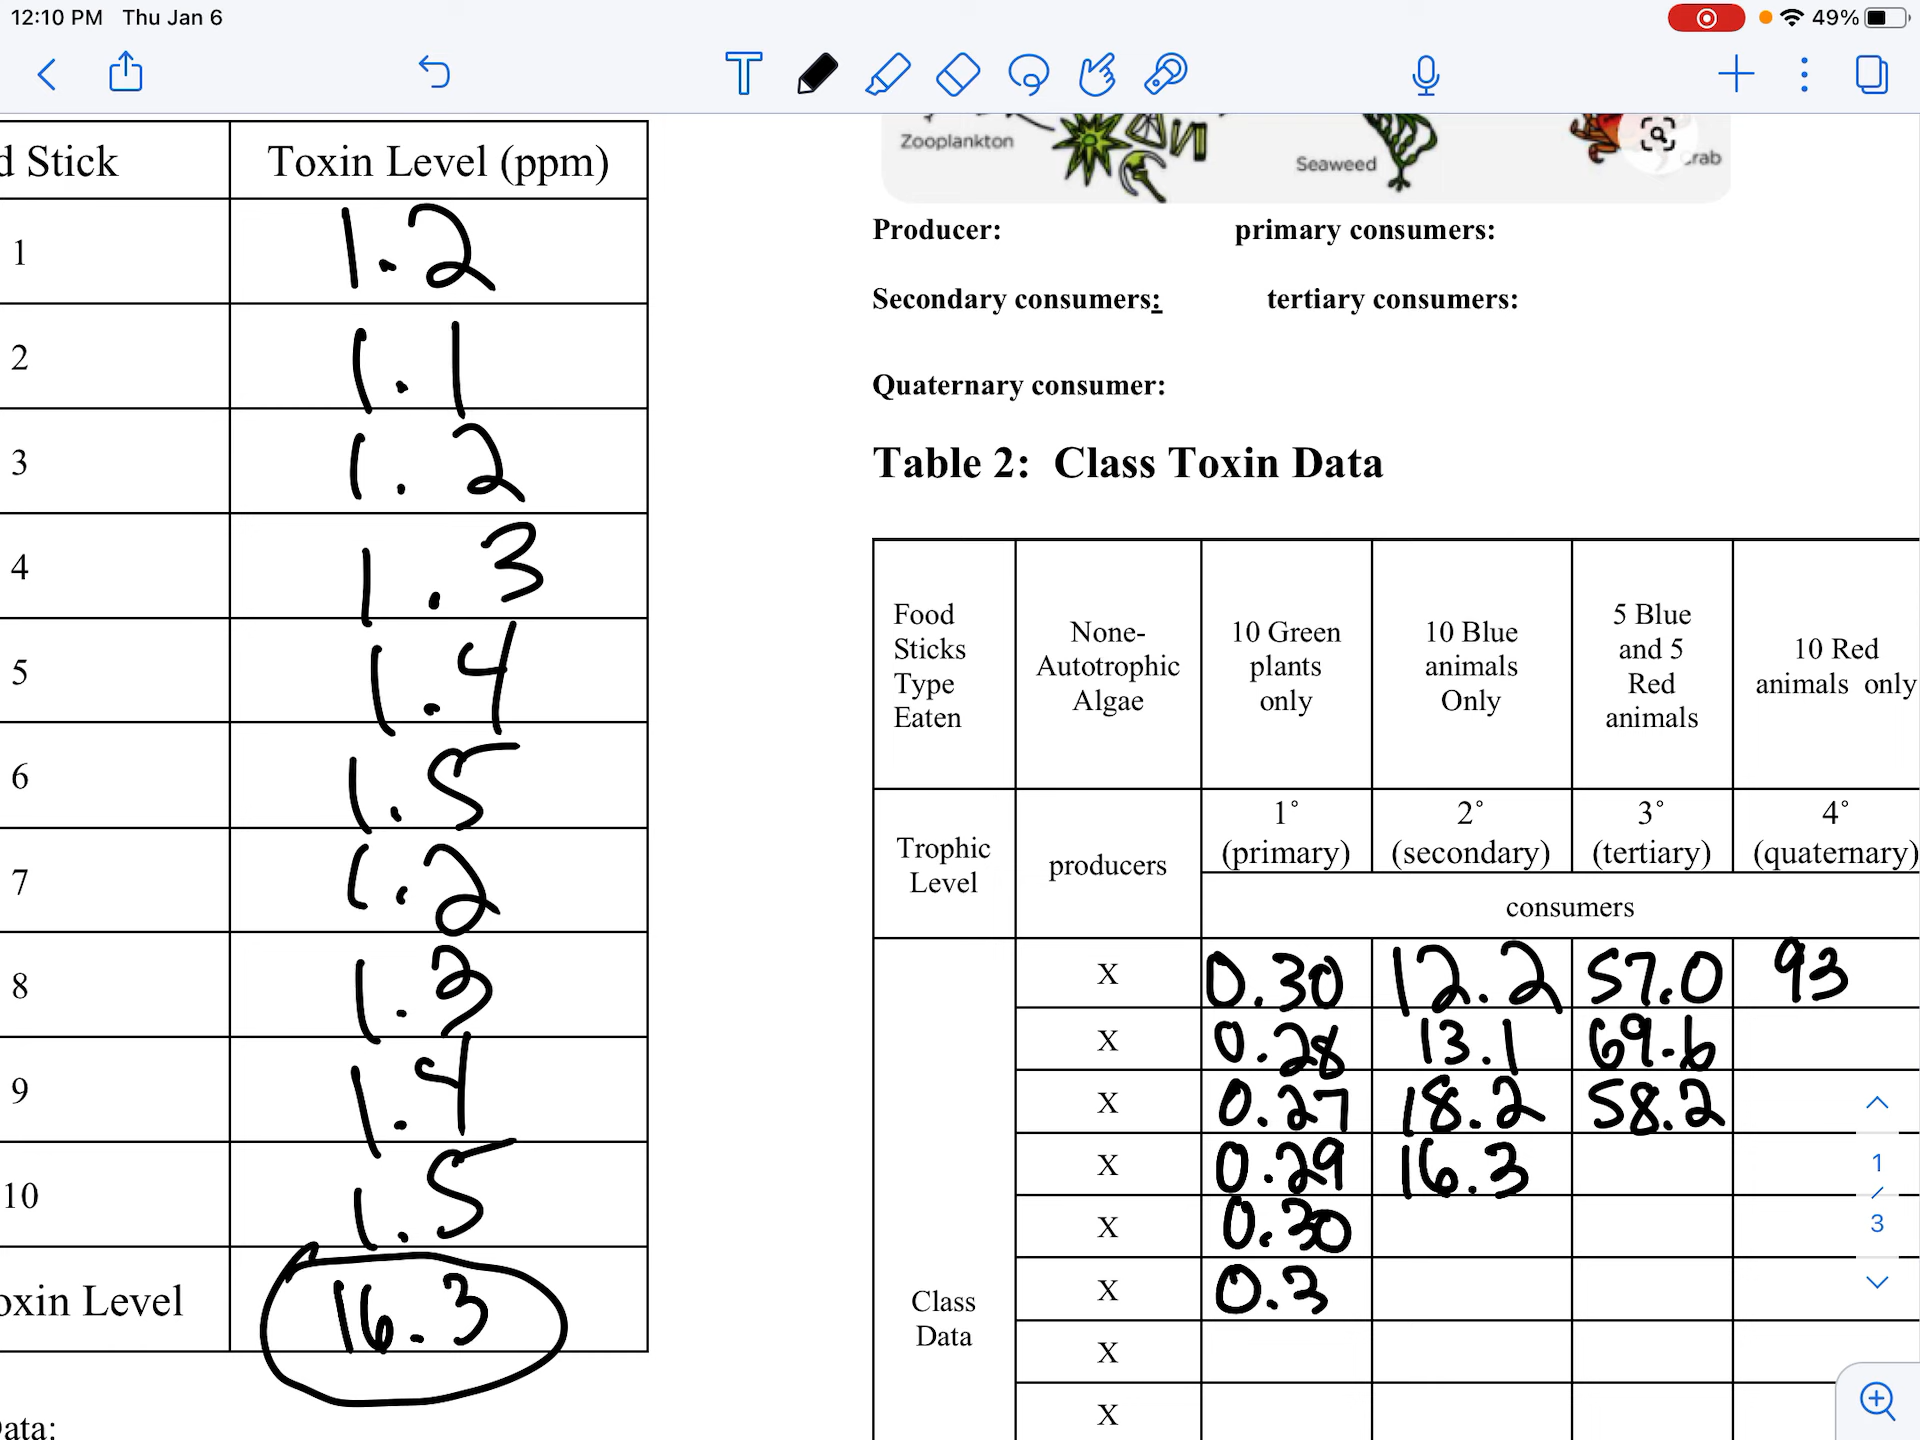 12:10 PM Thu Jan 6
49%
T
d Stick Toxin Level (ppm)
1 1.2
2 1.1
3 1.2
4 1.3
5 1.4
6 1.5
7 1.2
8 1.3
9 1.4
10 1.5
oxin Level 16.3
ata:
Zooplankton
Seaweed
rab
Producer: primary consumers:
Secondary consumers: tertiary consumers:
Quaternary consumer:
Table 2: Class Toxin Data
Food
Sticks
Type
Eaten
None-
Autotrophic
Algae
10 Green
plants
only
10 Blue
animals
Only
5 Blue
and 5
Red
animals
10 Red
animals only
Trophic
Level
producers
1°
(primary)
2°
(secondary)
3°
(tertiary)
4°
(quaternary)
consumers
Class
Data
X 0.30 12.2 57.0 93
X 0.28 13.1 69.6
X 0.27 18.2 58.2
X 0.29 16.3
X 0.30
X 0.3
X
X
1
/
3